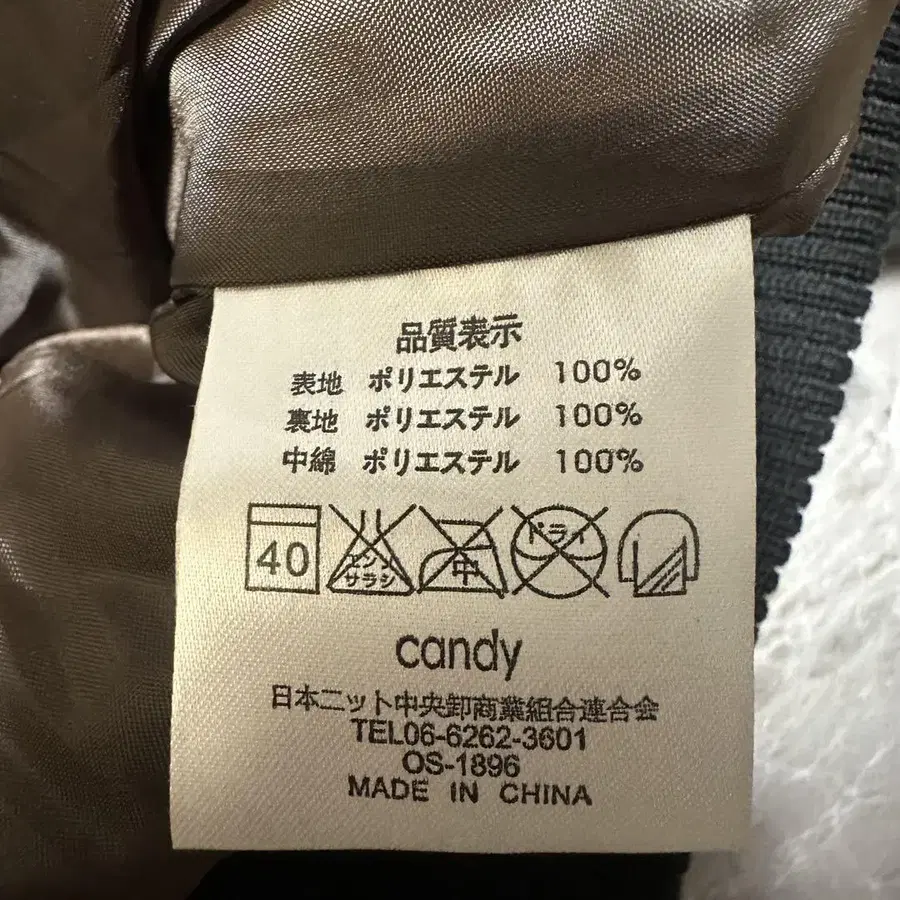 品質表示
表地 ポリエステル 100%
裏地 ポリエステル 100%
中綿 ポリエステル 100%
40 エンソサラシ 中 ドライ
candy
日本ニット中央卸商業組合連合会
TEL06-6262-3601
OS-1896
MADE IN CHINA